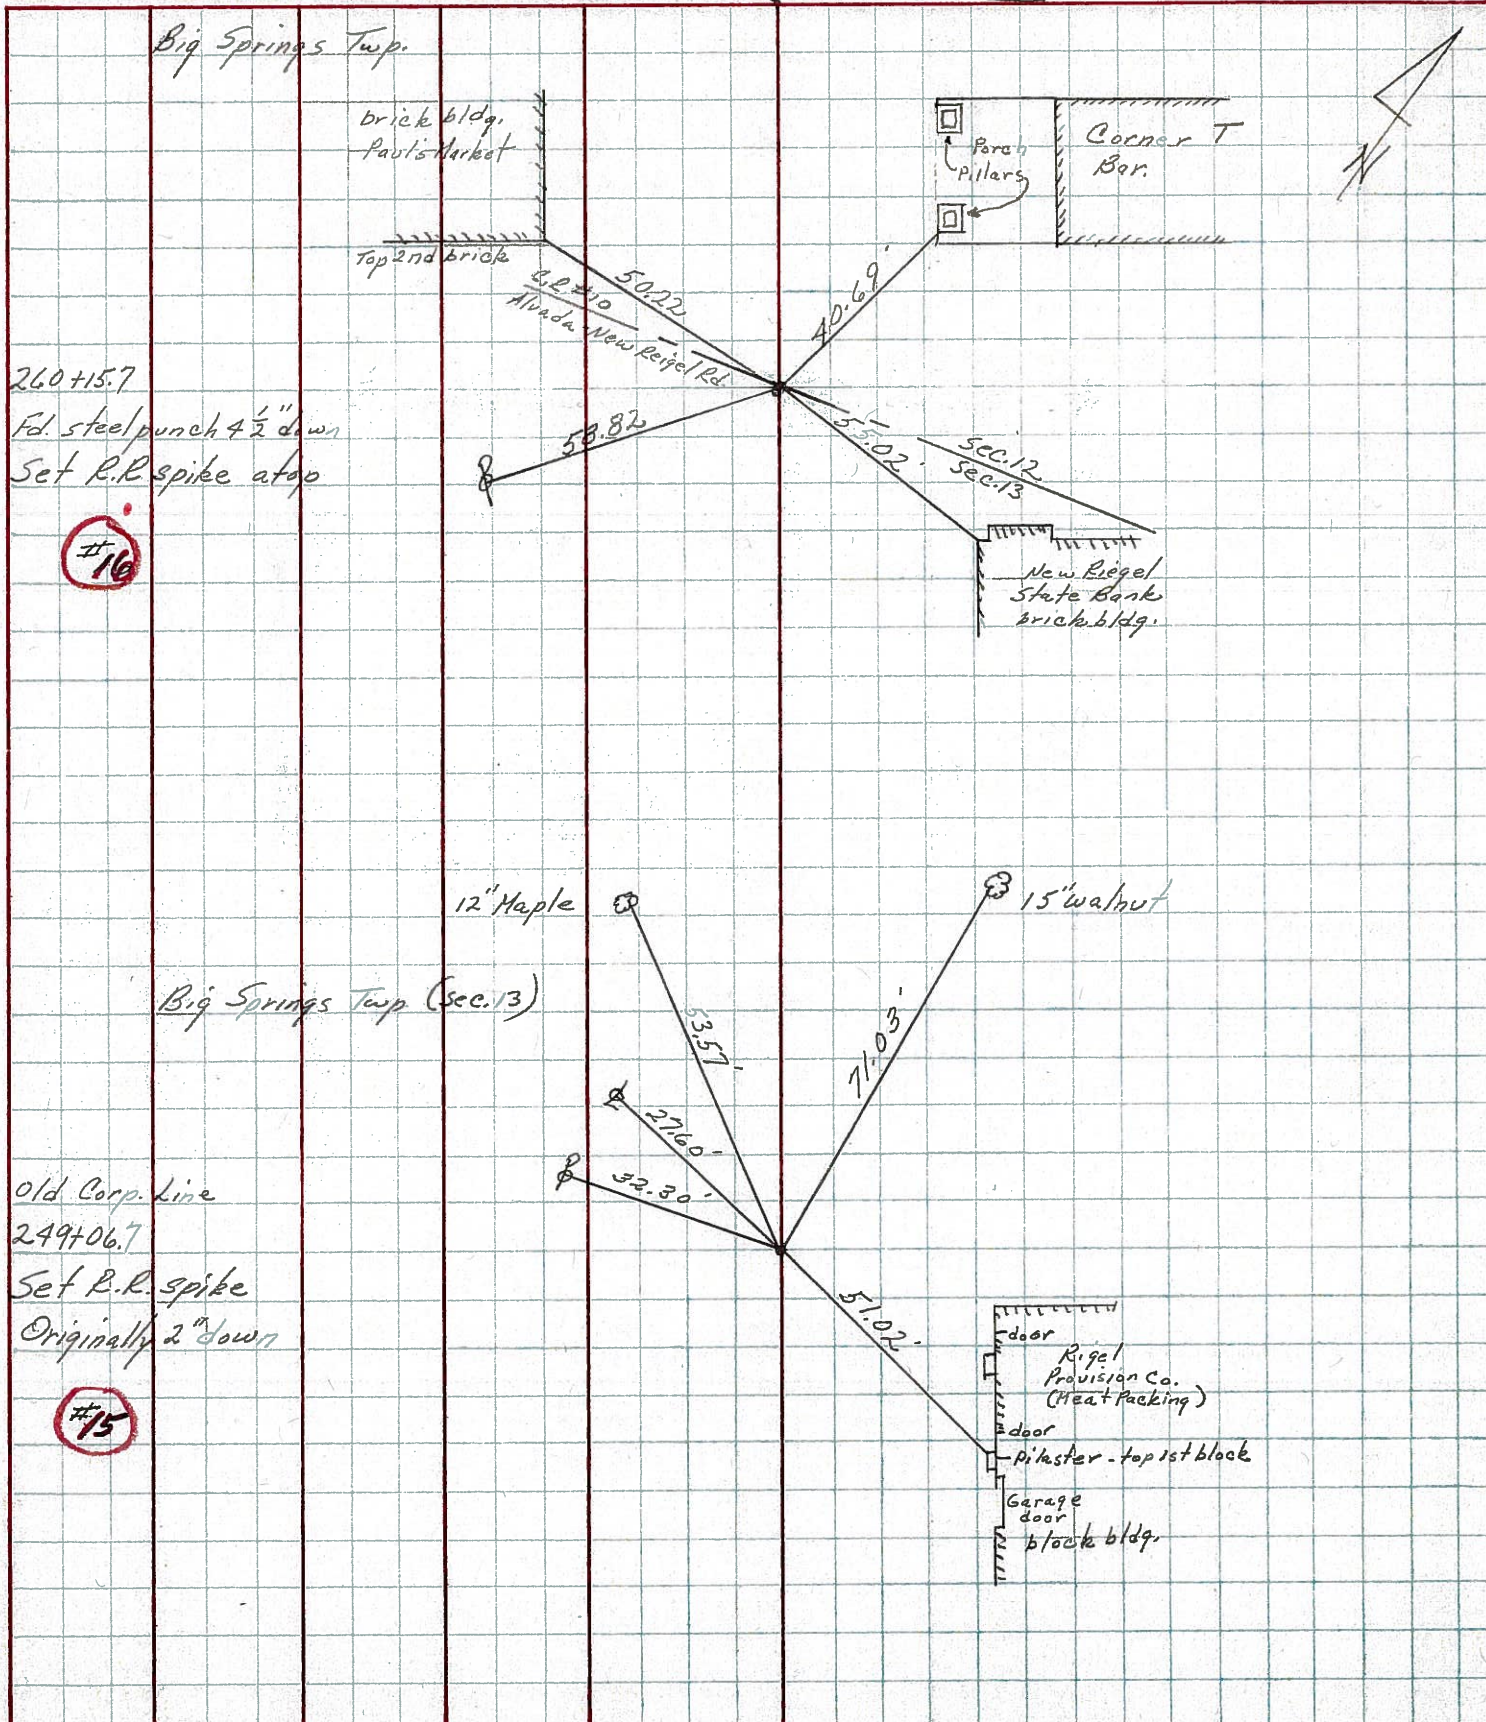 Big Springs Twp.
brick bldg.
Paul's Market
Top 2nd brick
Porch
Pillars
Corner T
Bar.
N
50.22
40.69'
C.R #10
Alvada-New Reigel Rd.
260+15.7
Fd. steel punch 4 1/2" down
Set R.R spike atop
#16
58.82
55.02'
Sec.12
Sec.13
New Riegel
State Bank
brick bldg.
12" Maple
15" walnut
Big Springs Twp (Sec. 13)
53.57'
71.03'
27.60'
32.30'
Old Corp. Line
249+06.7
Set R.R. spike
Originally 2" down
#15
51.02'
door
Rigel
Provision Co.
(Meat Packing)
door
Pilaster - top 1st block
Garage
door
block bldg.